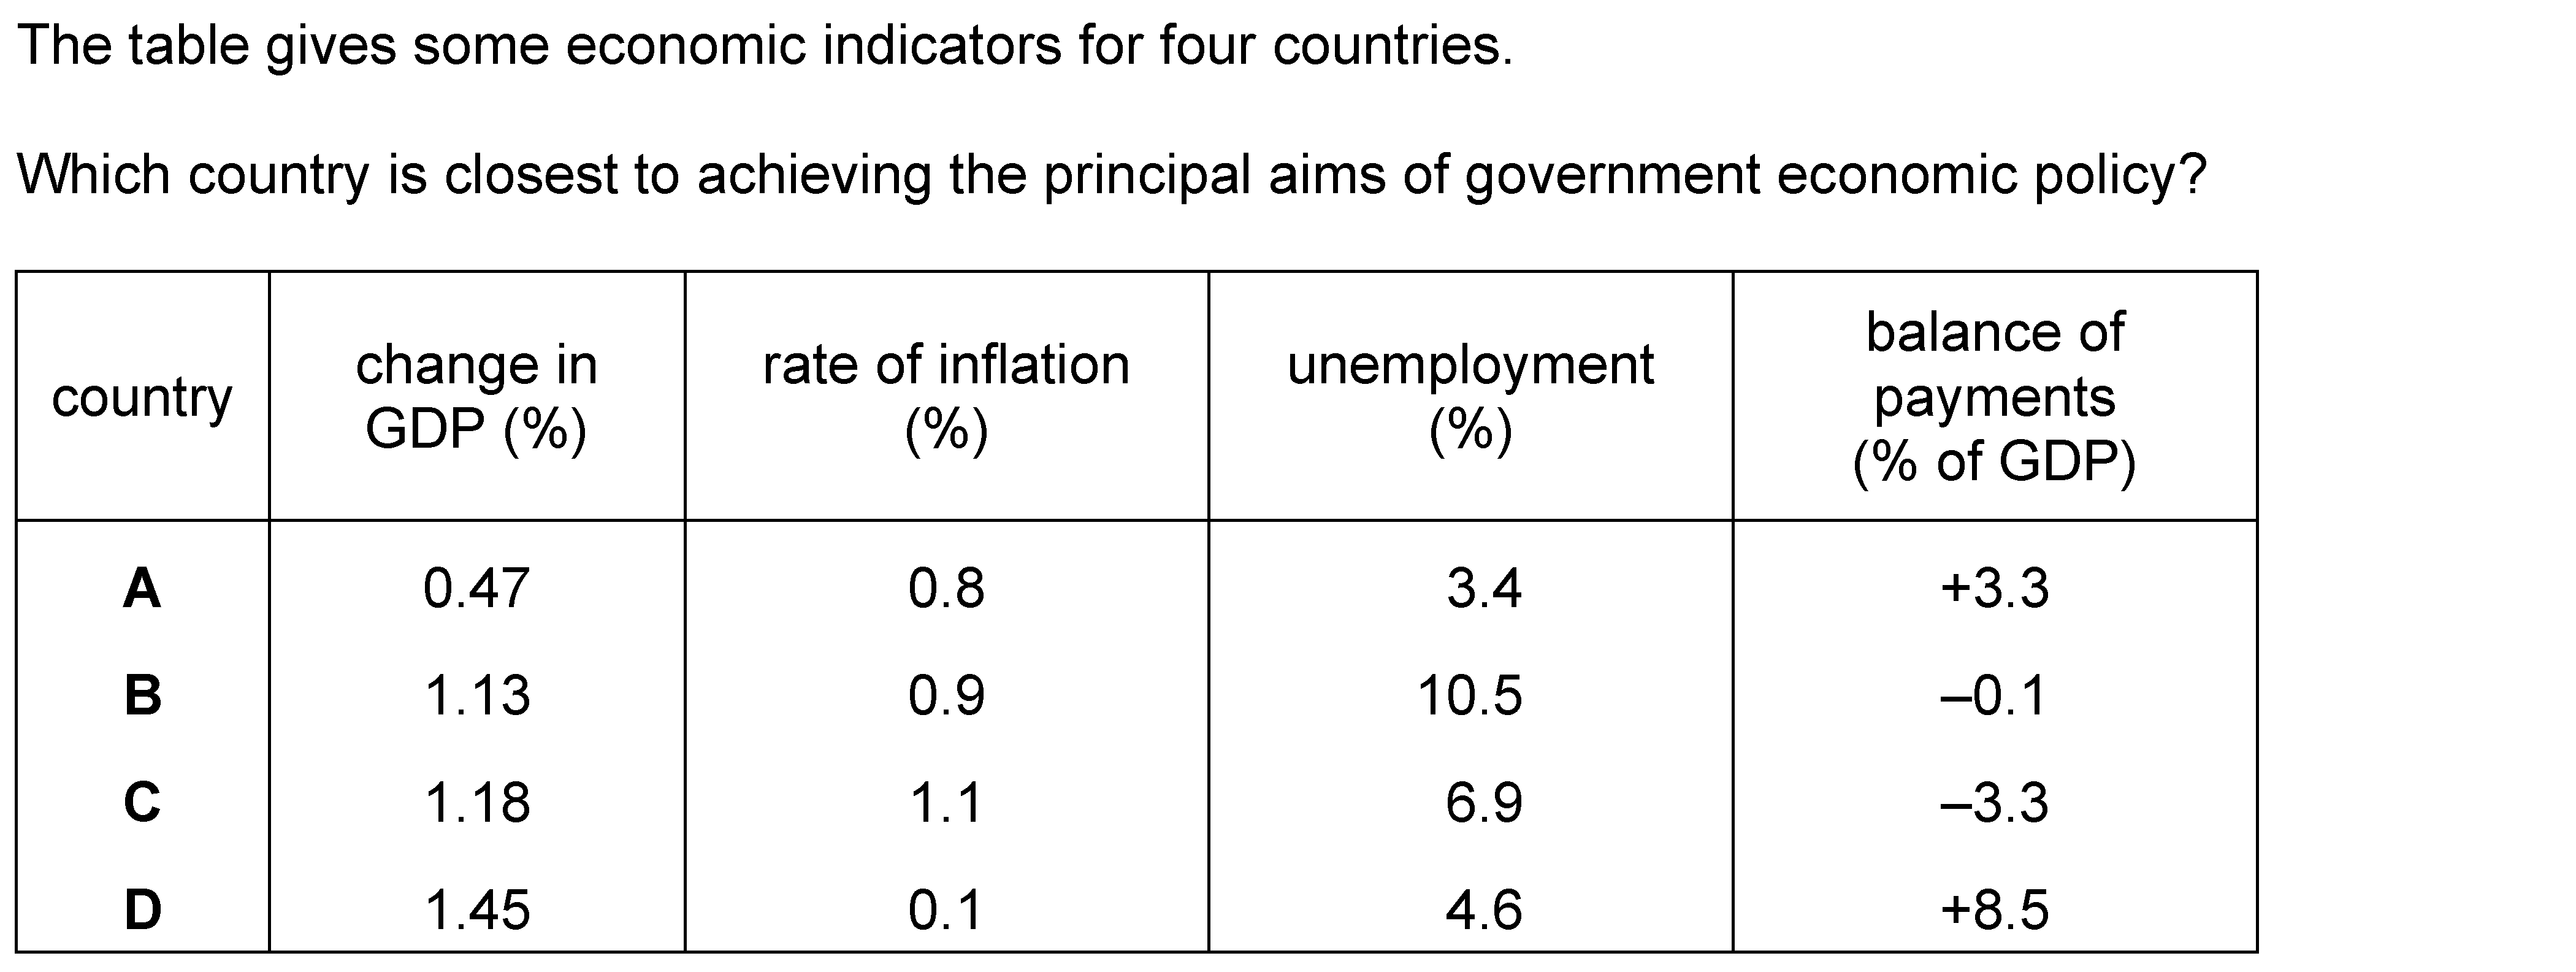 The table gives some economic indicators for four countries.
Which country is closest to achieving the principal aims of government economic policy?
country change in GDP (%) rate of inflation (%) unemployment (%) balance of payments (% of GDP)
A 0.47 0.8 3.4 +3.3
B 1.13 0.9 10.5 –0.1
C 1.18 1.1 6.9 –3.3
D 1.45 0.1 4.6 +8.5